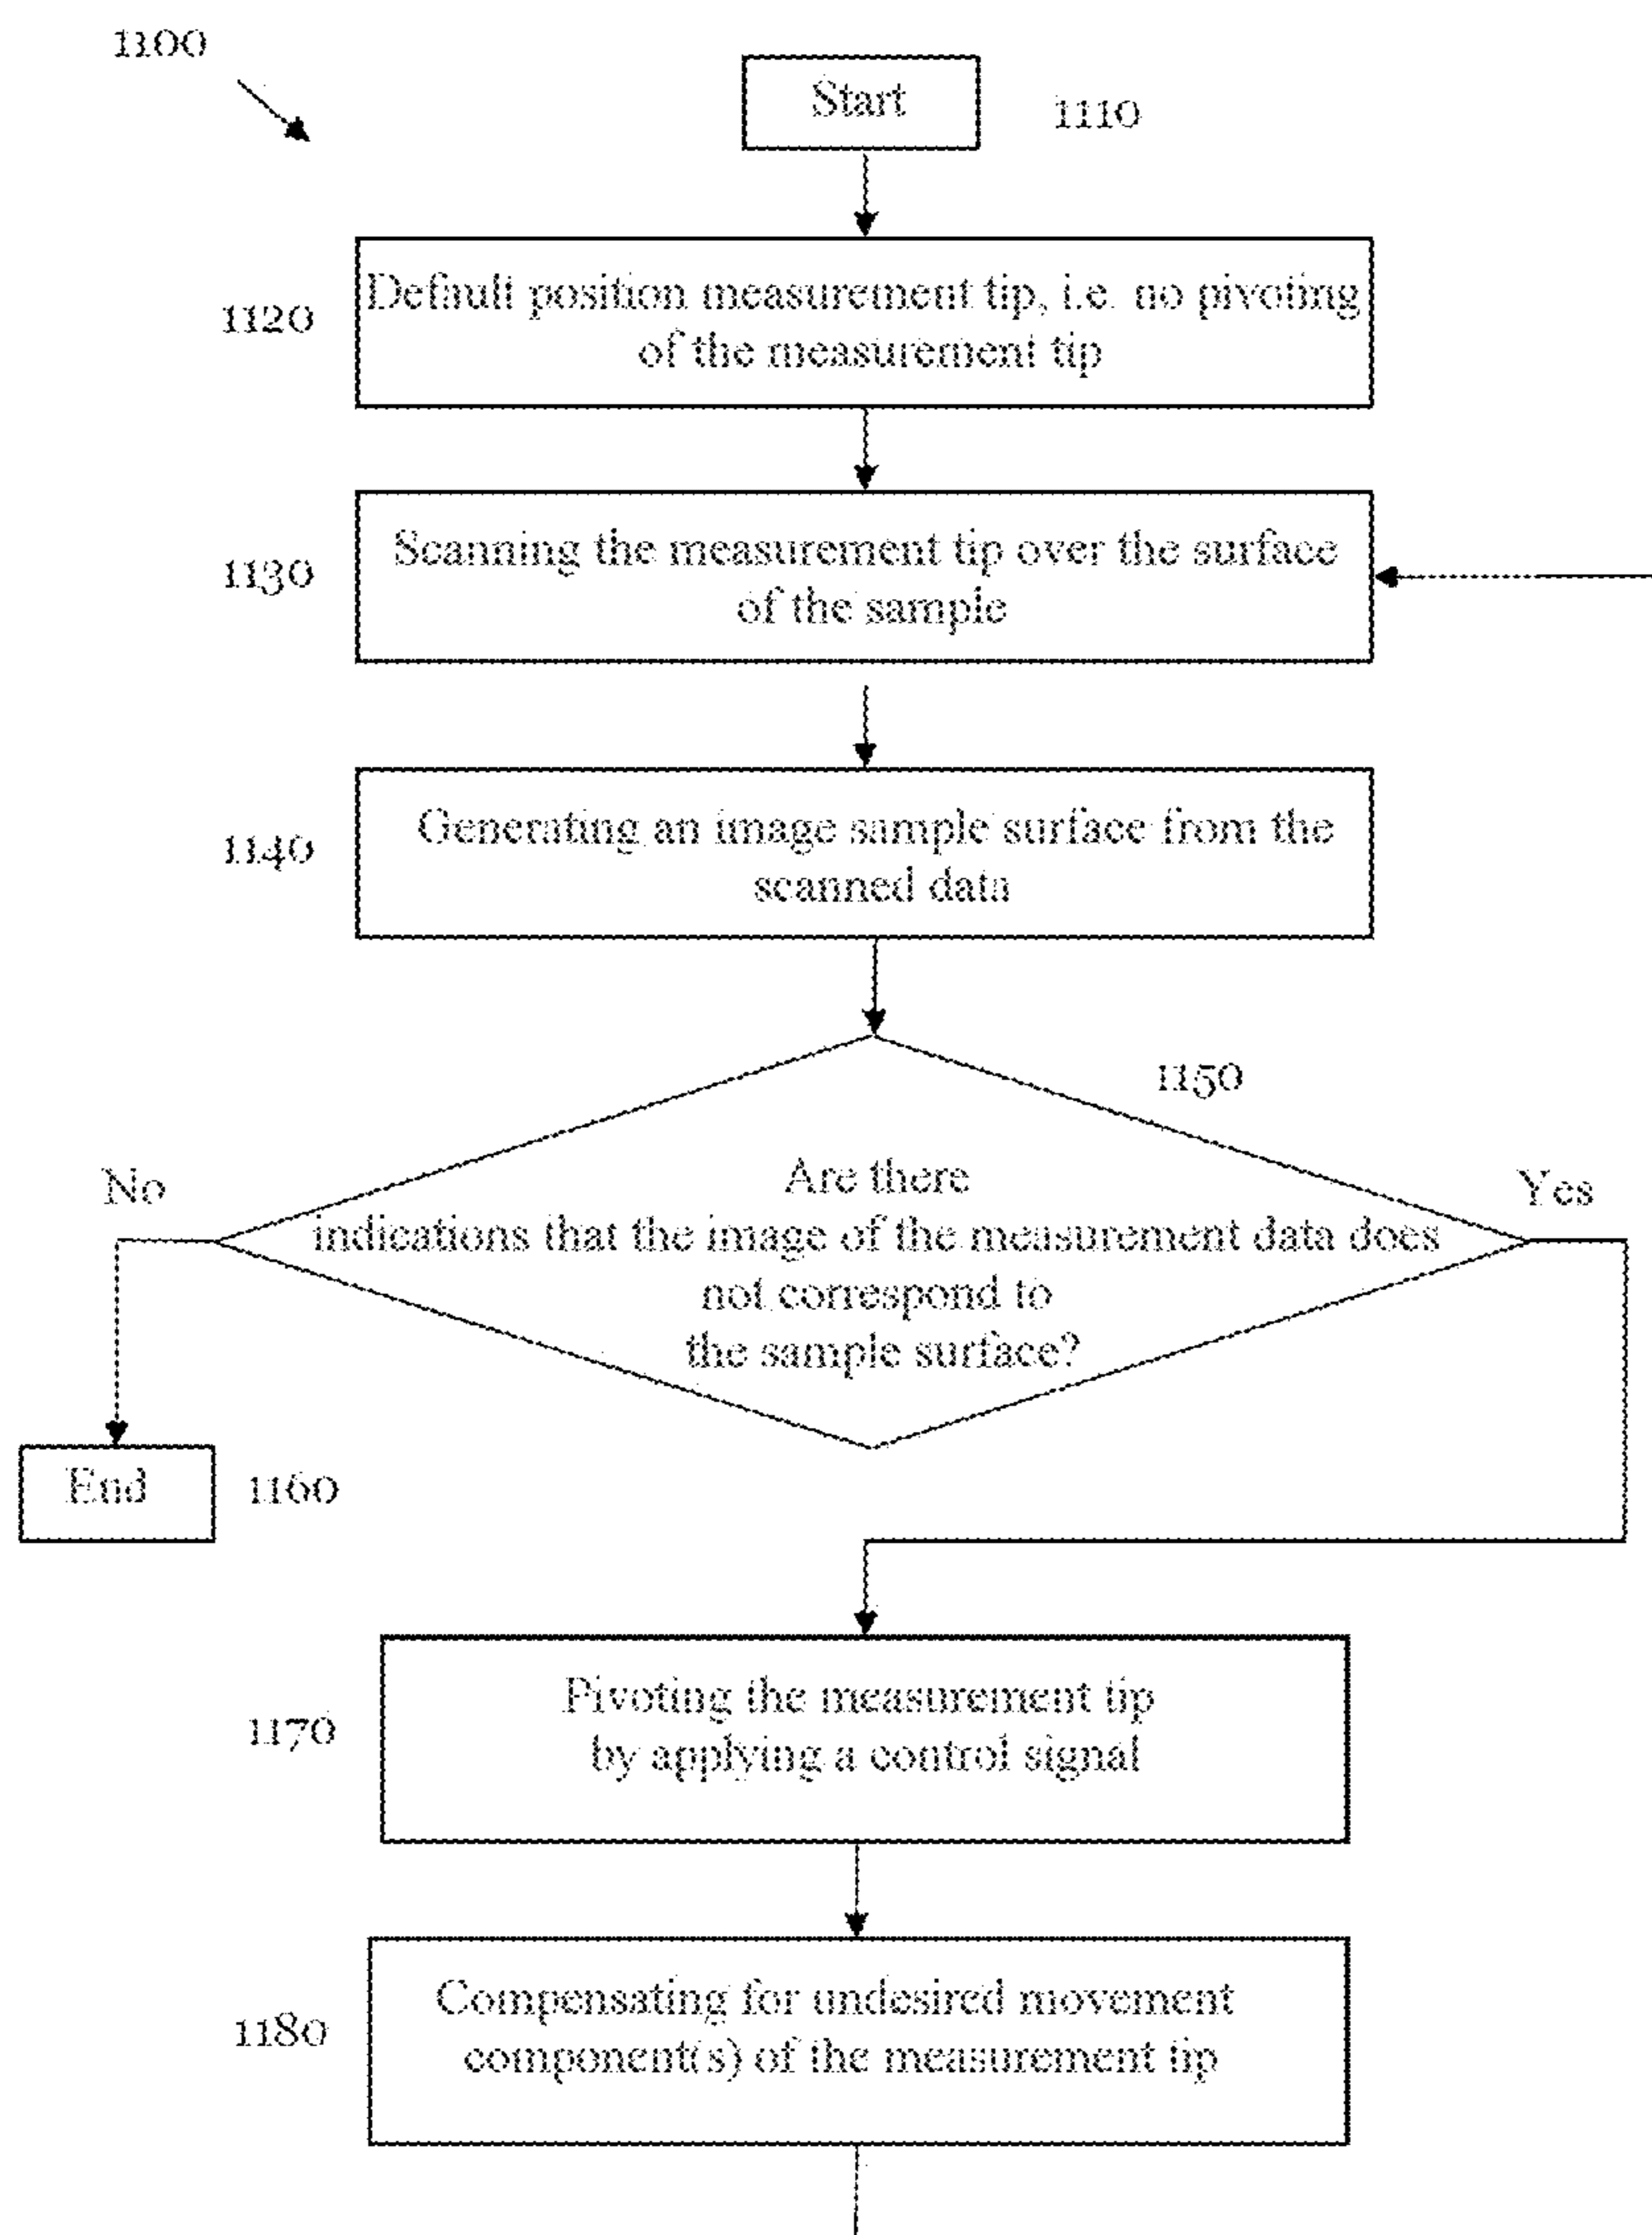 1100
Start
1110
Default position measurement tip, i.e. no pivoting
of the measurement tip
1120
Scanning the measurement tip over the surface
of the sample
1130
Generating an image sample surface from the
scanned data
1140
1150
Are there
indications that the image of the measurement data does
not correspond to
the sample surface?
No
Yes
End
1160
Pivoting the measurement tip
by applying a control signal
1170
Compensating for undesired movement
component(s) of the measurement tip
1180